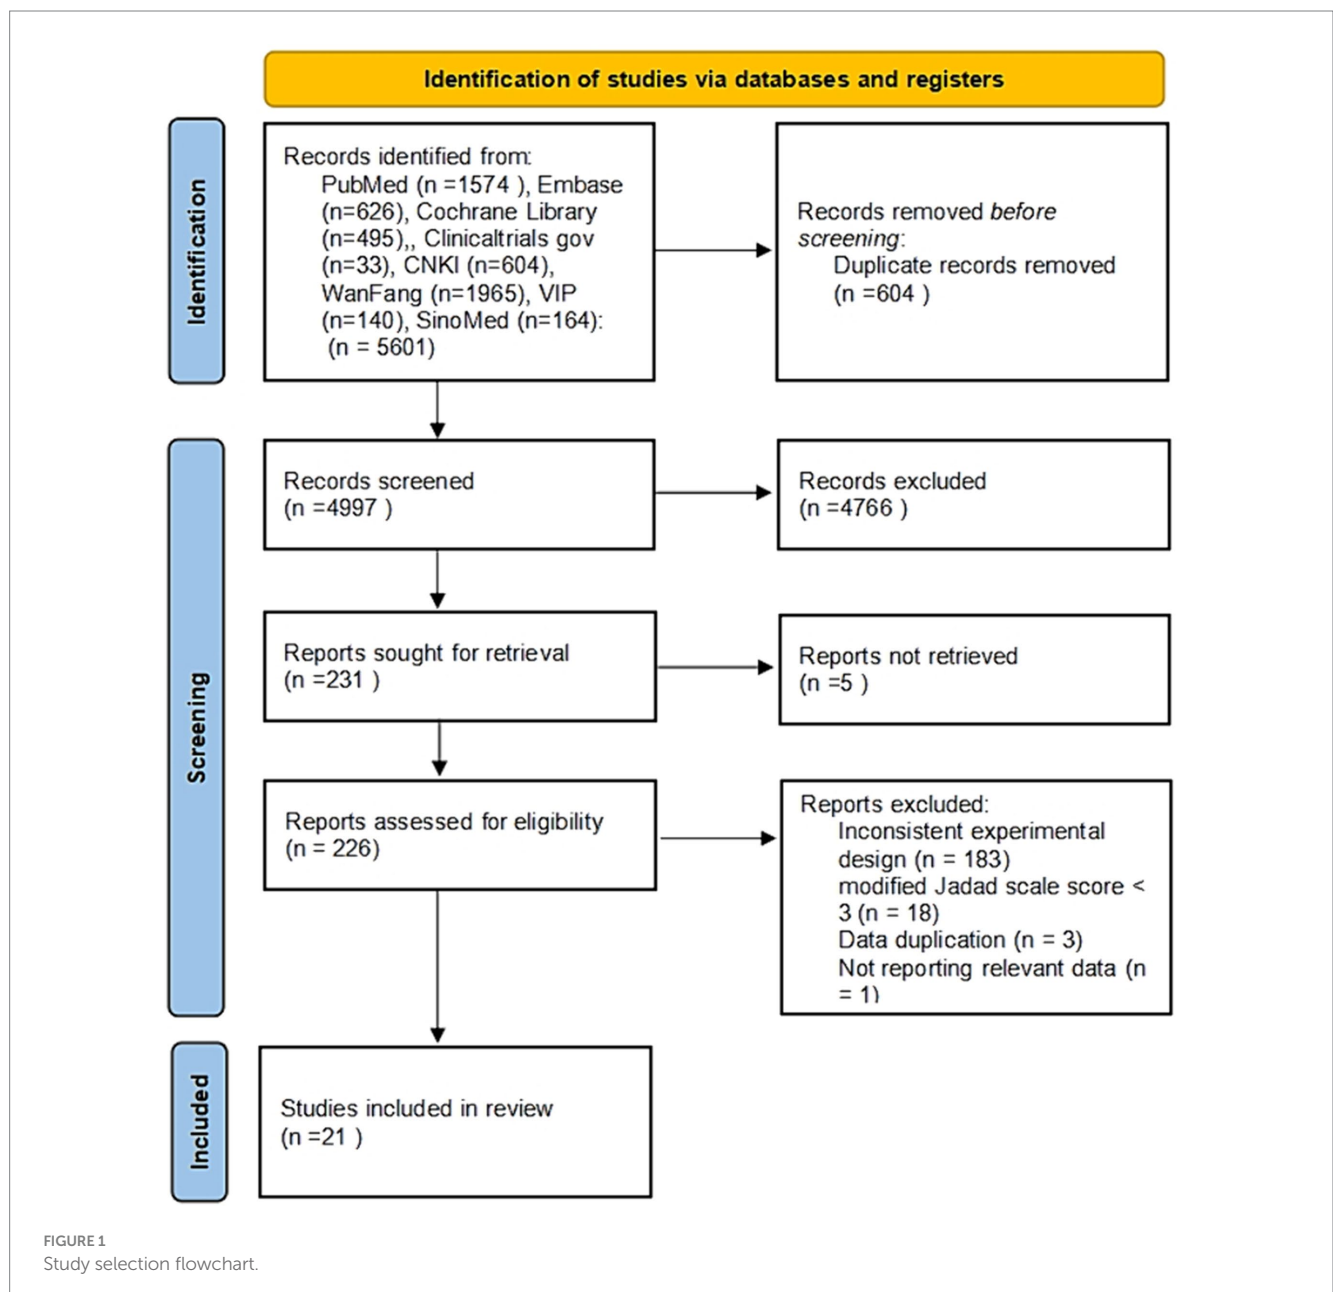 Identification of studies via databases and registers
Identification
Records identified from:
PubMed (n =1574 ), Embase
(n=626), Cochrane Library
(n=495),, Clinicaltrials gov
(n=33), CNKI (n=604),
WanFang (n=1965), VIP
(n=140), SinoMed (n=164):
(n = 5601)
Records removed before
screening:
Duplicate records removed
(n =604 )
Screening
Records screened
(n =4997 )
Records excluded
(n =4766 )
Reports sought for retrieval
(n =231 )
Reports not retrieved
(n =5 )
Reports assessed for eligibility
(n = 226)
Reports excluded:
Inconsistent experimental
design (n = 183)
modified Jadad scale score <
3 (n = 18)
Data duplication (n = 3)
Not reporting relevant data (n
= 1)
Included
Studies included in review
(n =21 )
FIGURE 1
Study selection flowchart.